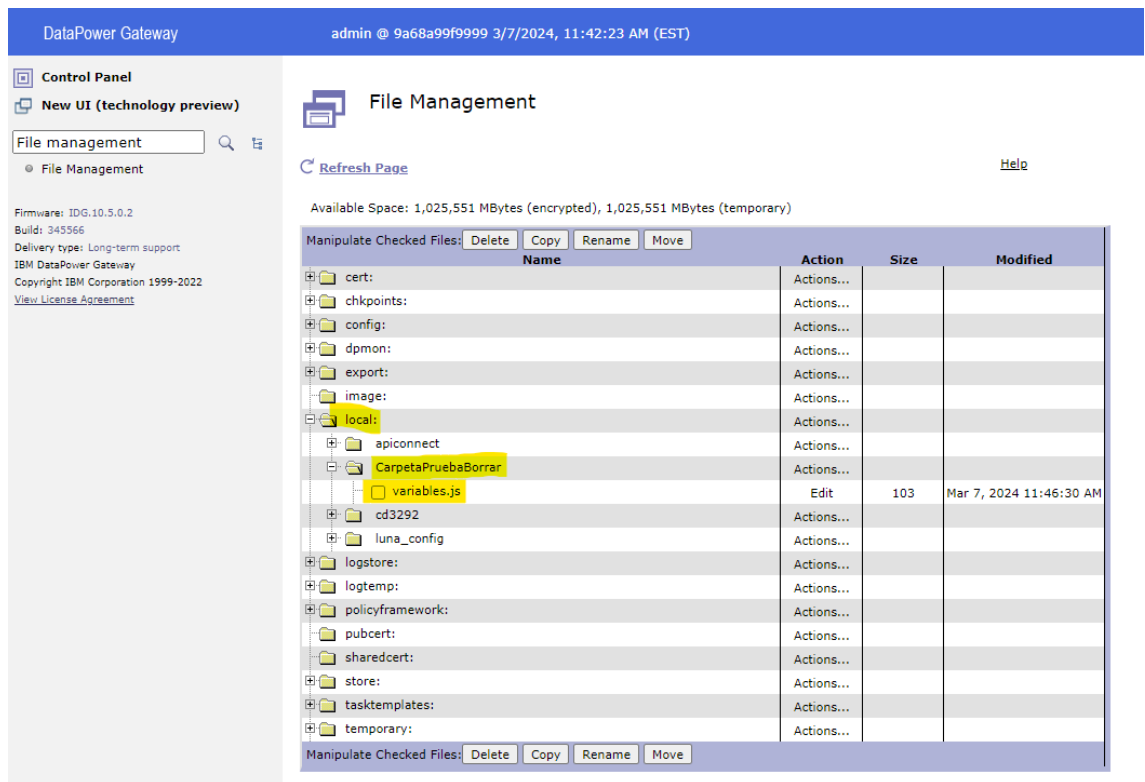 DataPower Gateway
admin @ 9a68a99f9999 3/7/2024, 11:42:23 AM (EST)
Control Panel
New UI (technology preview)
File management
File Management
Firmware: IDG.10.5.0.2
Build: 345566
Delivery type: Long-term support
IBM DataPower Gateway
Copyright IBM Corporation 1999-2022
View License Agreement
File Management
Refresh Page
Help
Available Space: 1,025,551 MBytes (encrypted), 1,025,551 MBytes (temporary)
Manipulate Checked Files: Delete Copy Rename Move
Name Action Size Modified
cert: Actions...
chkpoints: Actions...
config: Actions...
dpmon: Actions...
export: Actions...
image: Actions...
local: Actions...
apiconnect Actions...
CarpetaPruebaBorrar Actions...
variables.js Edit 103 Mar 7, 2024 11:46:30 AM
cd3292 Actions...
luna_config Actions...
logstore: Actions...
logtemp: Actions...
policyframework: Actions...
pubcert: Actions...
sharedcert: Actions...
store: Actions...
tasktemplates: Actions...
temporary: Actions...
Manipulate Checked Files: Delete Copy Rename Move